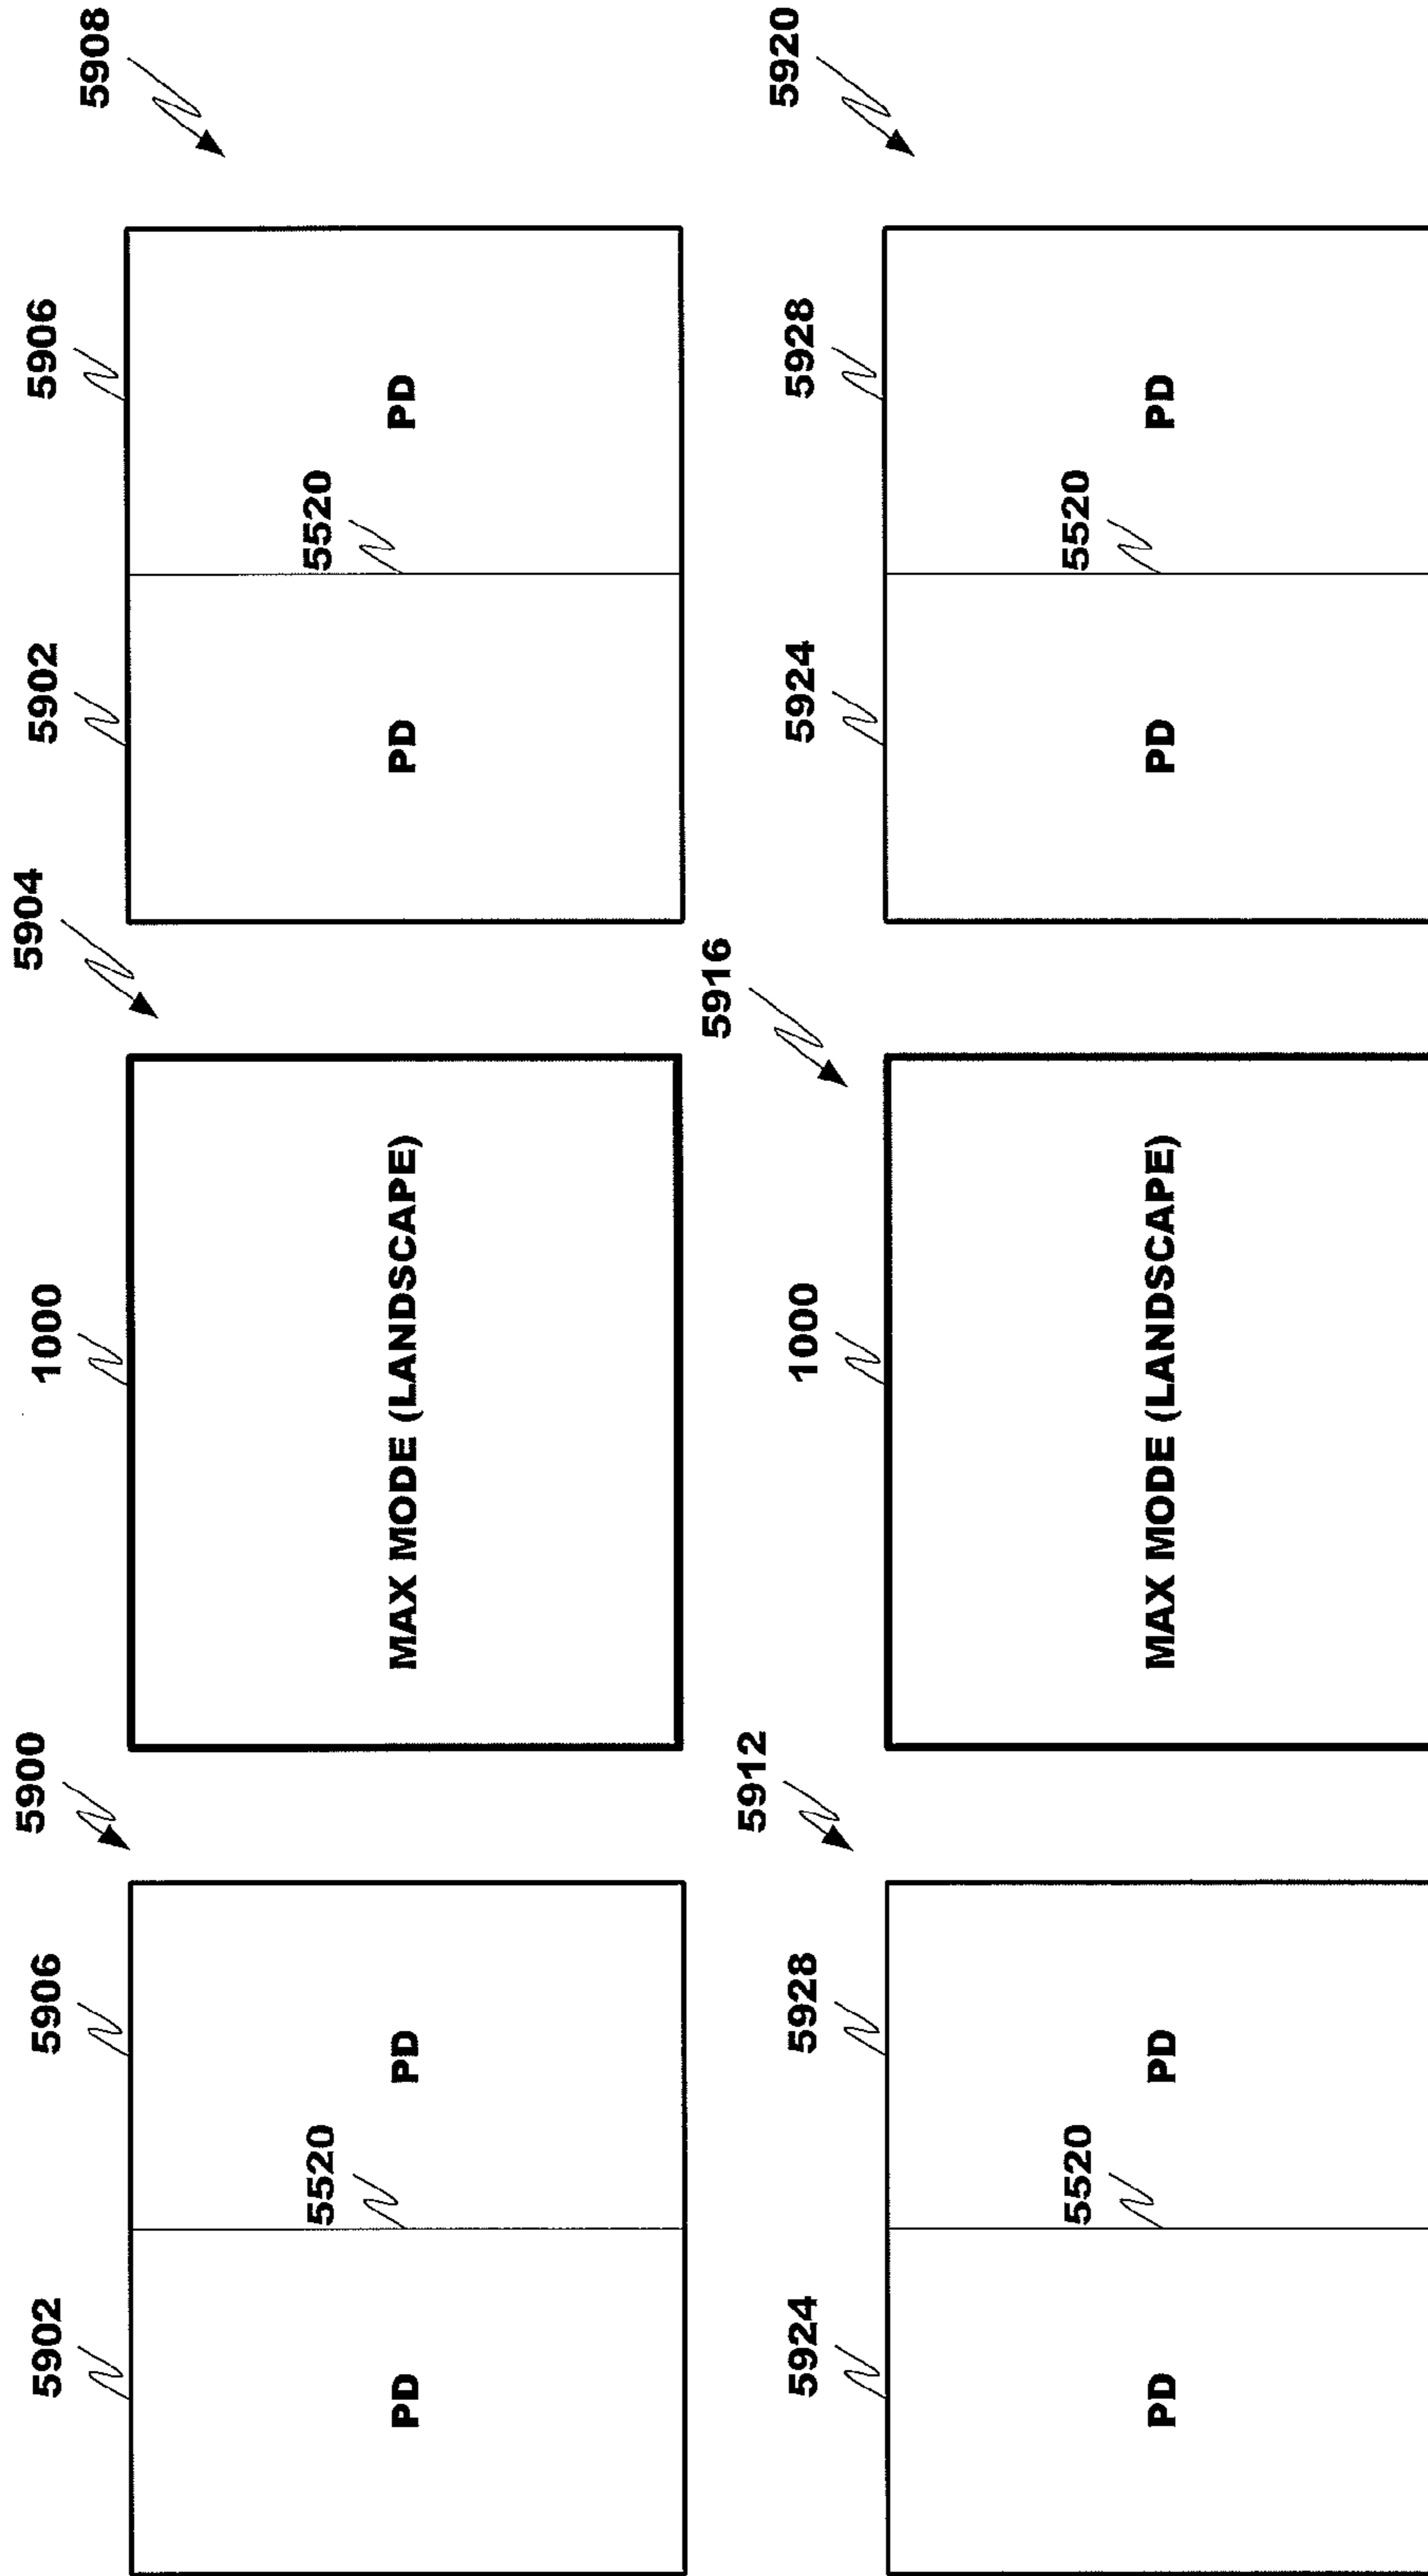 5900 5904 5908
5902 5906 1000 5902 5906
5520 5520
PD PD MAX MODE (LANDSCAPE) PD PD
5912 5916 5920
5924 5928 1000 5924 5928
5520 5520
PD PD MAX MODE (LANDSCAPE) PD PD